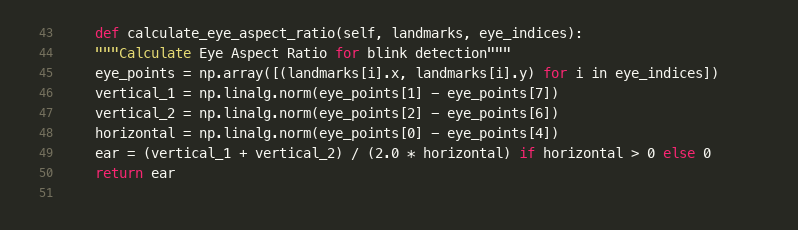 43 def calculate_eye_aspect_ratio(self, landmarks, eye_indices):
44 """Calculate Eye Aspect Ratio for blink detection"""
45 eye_points = np.array([(landmarks[i].x, landmarks[i].y) for i in eye_indices])
46 vertical_1 = np.linalg.norm(eye_points[1] − eye_points[7])
47 vertical_2 = np.linalg.norm(eye_points[2] − eye_points[6])
48 horizontal = np.linalg.norm(eye_points[0] − eye_points[4])
49 ear = (vertical_1 + vertical_2) / (2.0 * horizontal) if horizontal > 0 else 0
50 return ear
51